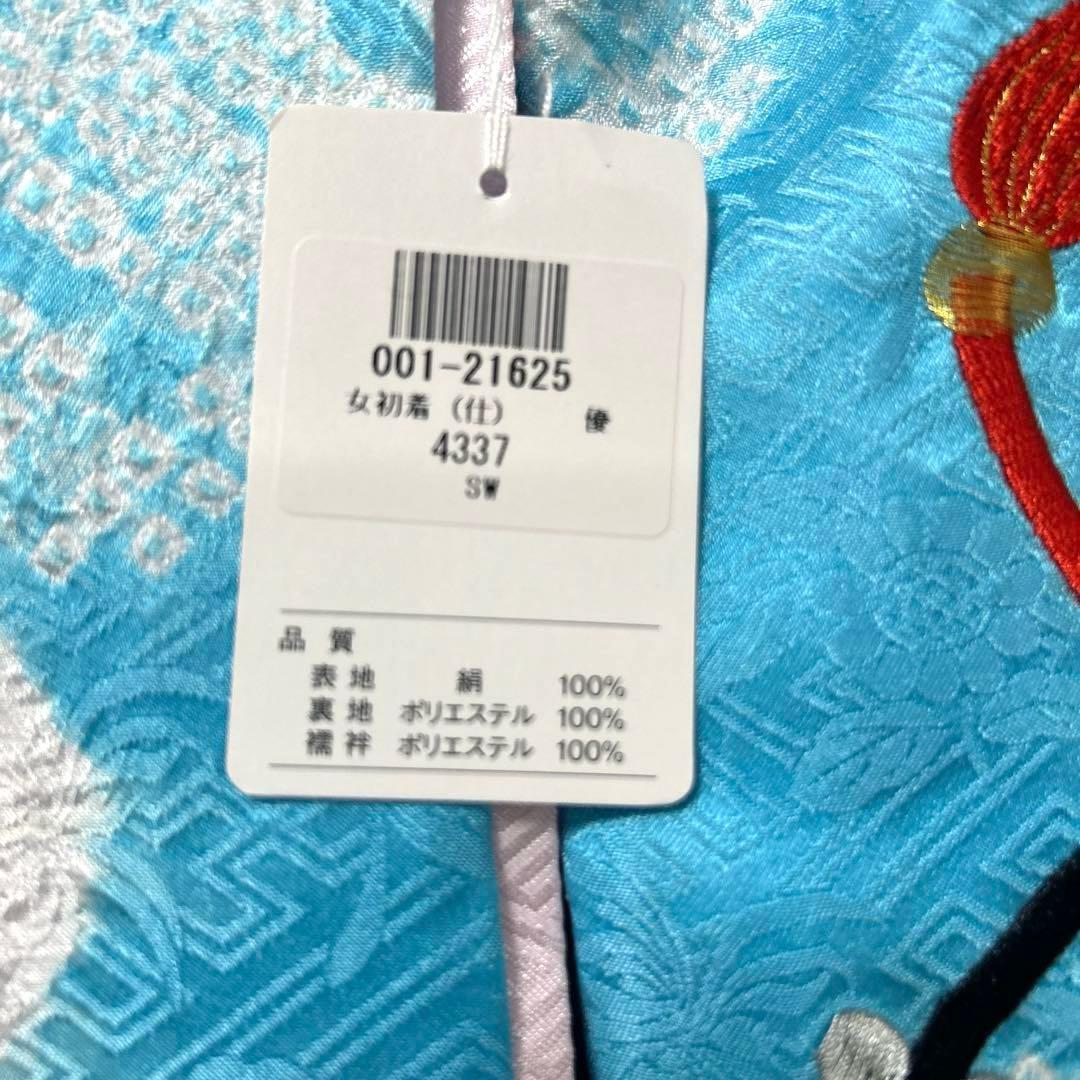 001-21625
女初着 (仕) 優
4337
SW
品 質
表 地 絹 100%
裏 地 ポリエステル 100%
襦 袢 ポリエステル 100%